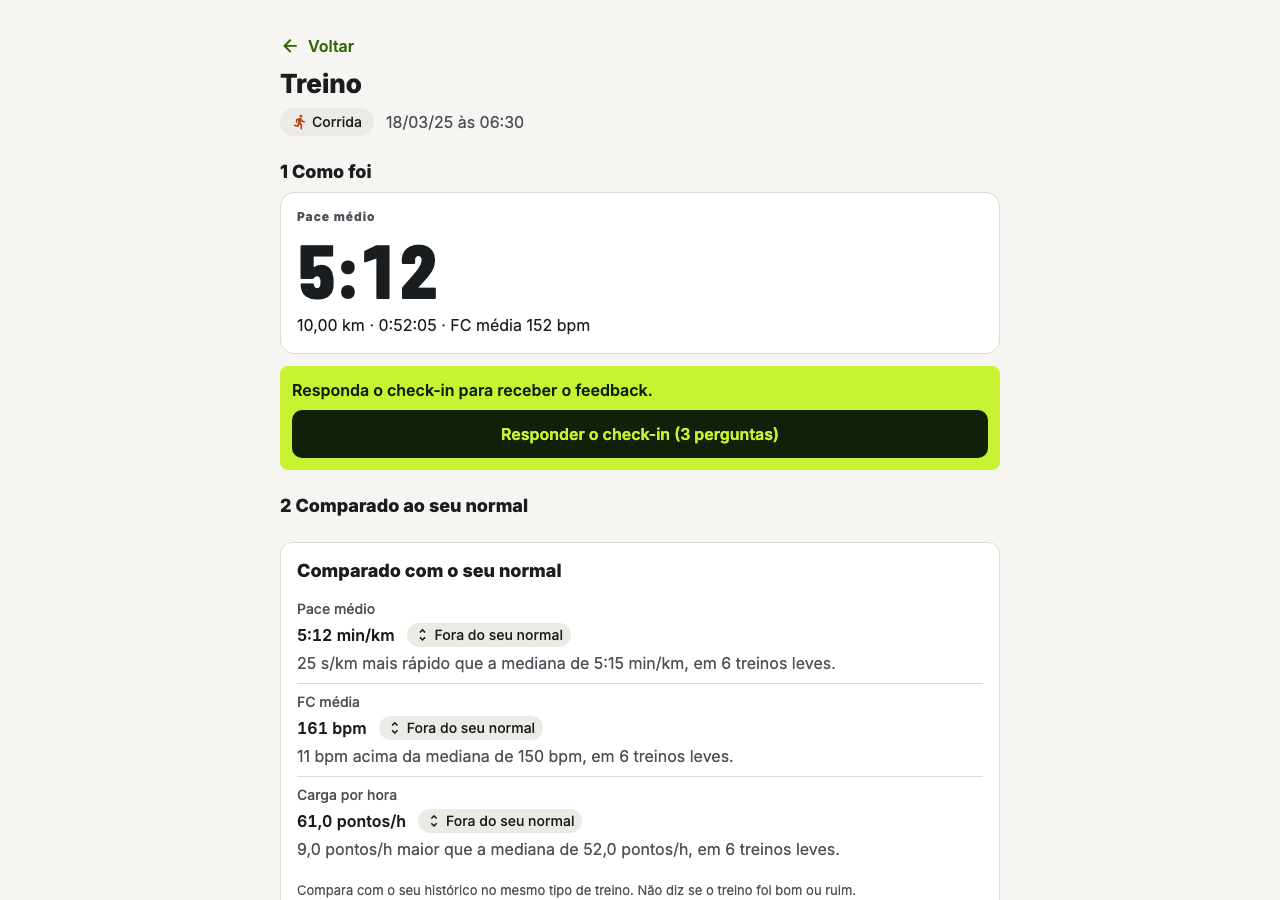 Voltar
Treino
Corrida 18/03/25 às 06:30
1 Como foi
Pace médio
5:12
10,00 km · 0:52:05 · FC média 152 bpm
Responda o check-in para receber o feedback.
Responder o check-in (3 perguntas)
2 Comparado ao seu normal
Comparado com o seu normal
Pace médio
5:12 min/km Fora do seu normal
25 s/km mais rápido que a mediana de 5:15 min/km, em 6 treinos leves.
FC média
161 bpm Fora do seu normal
11 bpm acima da mediana de 150 bpm, em 6 treinos leves.
Carga por hora
61,0 pontos/h Fora do seu normal
9,0 pontos/h maior que a mediana de 52,0 pontos/h, em 6 treinos leves.
Compara com o seu histórico no mesmo tipo de treino. Não diz se o treino foi bom ou ruim.